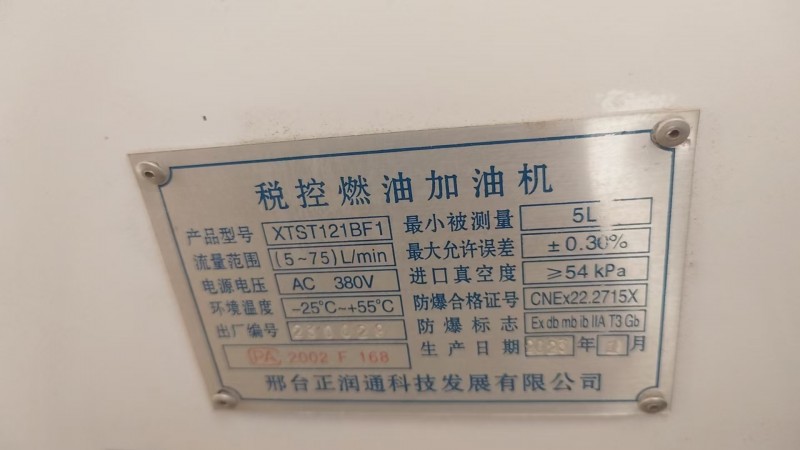 税控燃油加油机
产品型号 XTST121BF1
流量范围 (5~75)L/min
电源电压 AC 380V
环境温度 -25℃~+55℃
出厂编号
PA 2002 F 168
最小被测量 5L
最大允许误差 ±0.30%
进口真空度 ≥54 kPa
防爆合格证号 CNEx22.2715X
防爆标志 Ex db mb ib IIA T3 Gb
生产日期 年 月
邢台正润通科技发展有限公司